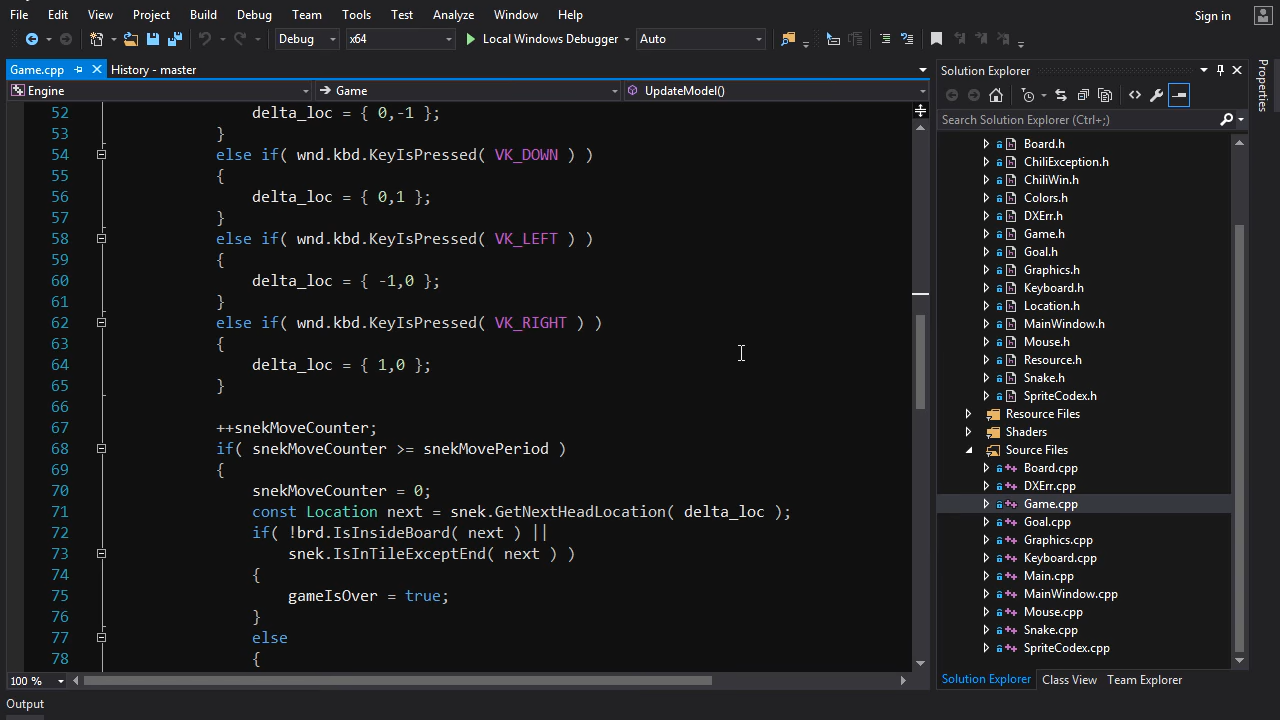 File Edit View Project Build Debug Team Tools Test Analyze Window Help Sign in
Debug x64 Local Windows Debugger Auto
Game.cpp History - master
Engine Game UpdateModel()
52 delta_loc = { 0,-1 };
53 }
54 else if( wnd.kbd.KeyIsPressed( VK_DOWN ) )
55 {
56 delta_loc = { 0,1 };
57 }
58 else if( wnd.kbd.KeyIsPressed( VK_LEFT ) )
59 {
60 delta_loc = { -1,0 };
61 }
62 else if( wnd.kbd.KeyIsPressed( VK_RIGHT ) )
63 {
64 delta_loc = { 1,0 };
65 }
66
67 ++snekMoveCounter;
68 if( snekMoveCounter >= snekMovePeriod )
69 {
70 snekMoveCounter = 0;
71 const Location next = snek.GetNextHeadLocation( delta_loc );
72 if( !brd.IsInsideBoard( next ) ||
73 snek.IsInTileExceptEnd( next ) )
74 {
75 gameIsOver = true;
76 }
77 else
78 {
100 %
Output
Solution Explorer
Search Solution Explorer (Ctrl+;)
Board.h
ChiliException.h
ChiliWin.h
Colors.h
DXErr.h
Game.h
Goal.h
Graphics.h
Keyboard.h
Location.h
MainWindow.h
Mouse.h
Resource.h
Snake.h
SpriteCodex.h
Resource Files
Shaders
Source Files
Board.cpp
DXErr.cpp
Game.cpp
Goal.cpp
Graphics.cpp
Keyboard.cpp
Main.cpp
MainWindow.cpp
Mouse.cpp
Snake.cpp
SpriteCodex.cpp
Solution Explorer Class View Team Explorer
Properties